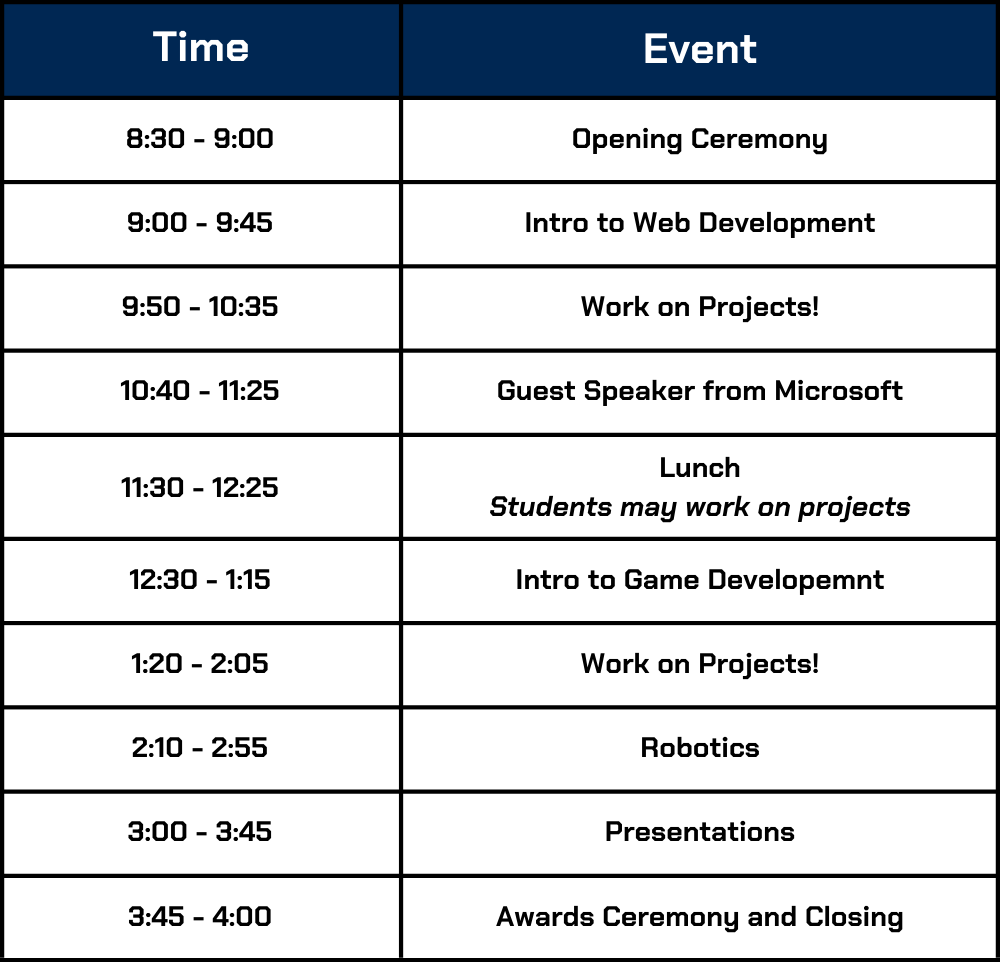 Time Event
8:30 - 9:00 Opening Ceremony
9:00 - 9:45 Intro to Web Development
9:50 - 10:35 Work on Projects!
10:40 - 11:25 Guest Speaker from Microsoft
11:30 - 12:25 Lunch
Students may work on projects
12:30 - 1:15 Intro to Game Developemnt
1:20 - 2:05 Work on Projects!
2:10 - 2:55 Robotics
3:00 - 3:45 Presentations
3:45 - 4:00 Awards Ceremony and Closing